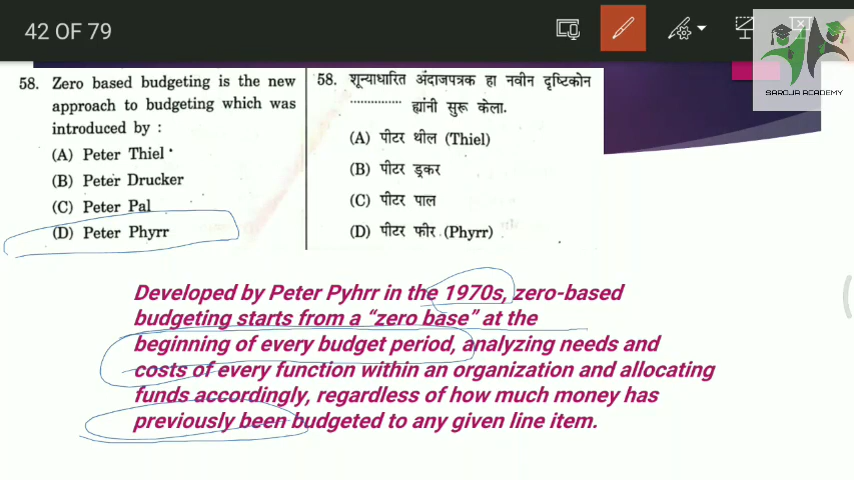 42 OF 79
SAROJA ACADEMY
58. Zero based budgeting is the new
approach to budgeting which was
introduced by :
(A) Peter Thiel
(B) Peter Drucker
(C) Peter Pal
(D) Peter Phyrr
58. शून्याधारित अंदाजपत्रक हा नवीन दृष्टिकोन
.............. ह्यांनी सुरू केला.
(A) पीटर थील (Thiel)
(B) पीटर ड्रकर
(C) पीटर पाल
(D) पीटर फीर (Phyrr)
Developed by Peter Pyhrr in the 1970s, zero-based
budgeting starts from a “zero base” at the
beginning of every budget period, analyzing needs and
costs of every function within an organization and allocating
funds accordingly, regardless of how much money has
previously been budgeted to any given line item.